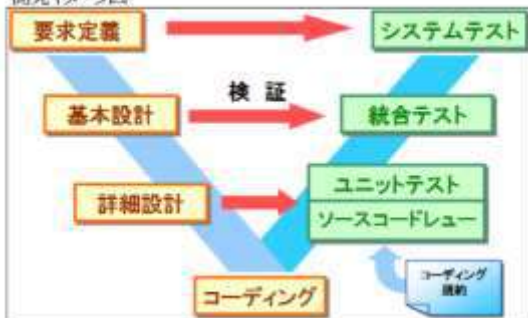 要求定義
システムテスト
検 証
基本設計
統合テスト
詳細設計
ユニットテスト
ソースコードレュー
コーディング
コーディング
規約